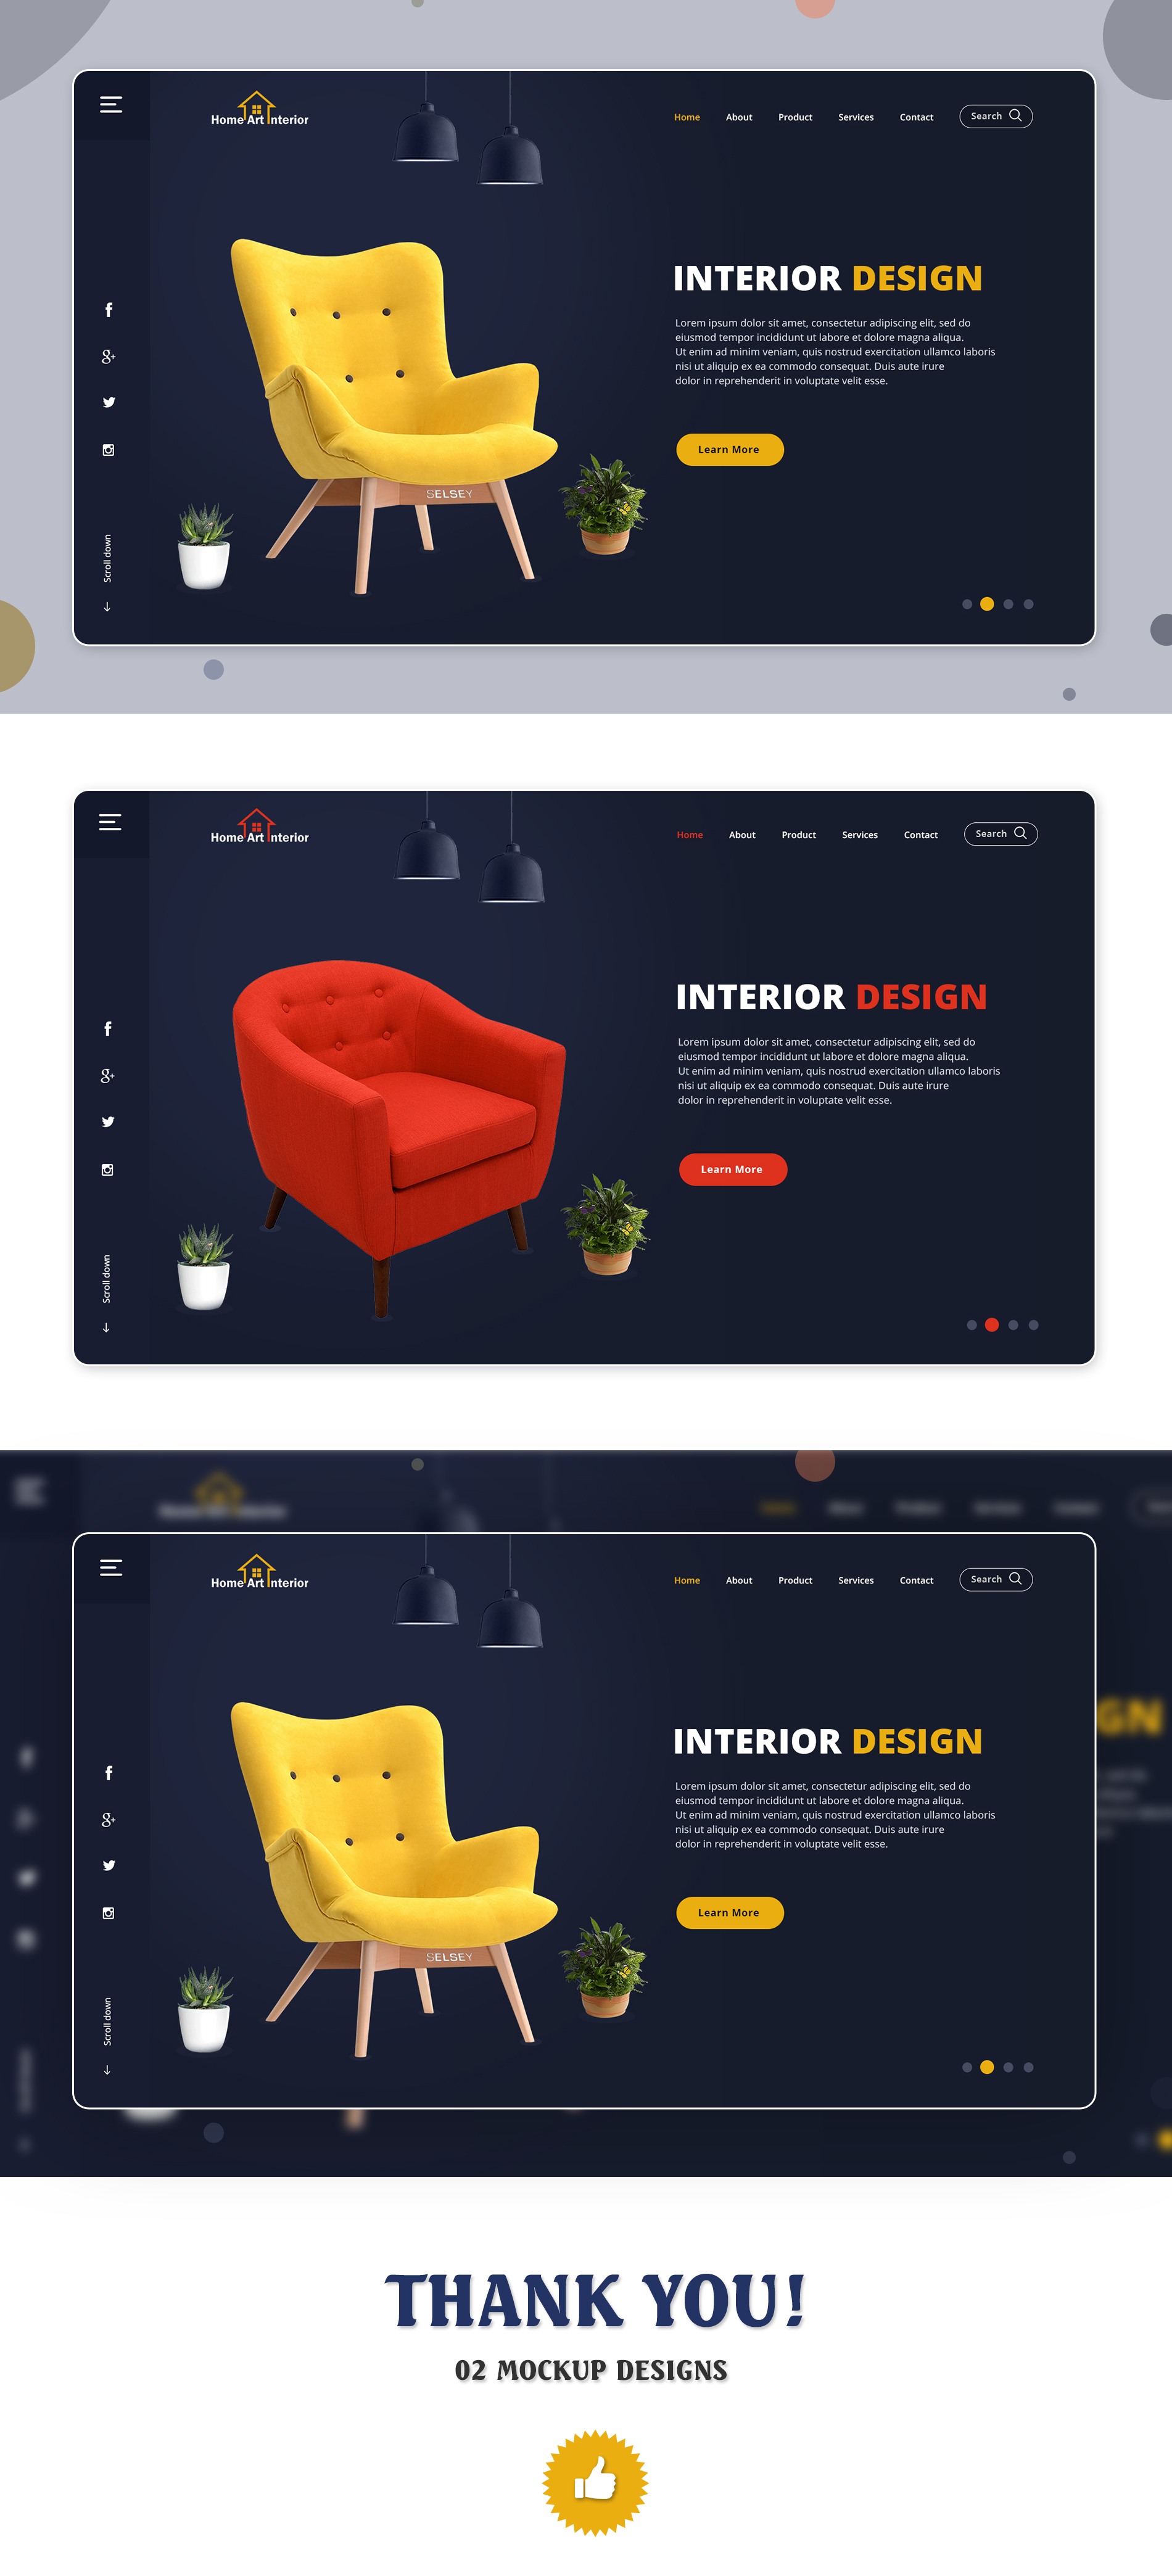 Home Art Interior
Home About Product Services Contact Search
INTERIOR DESIGN
Lorem ipsum dolor sit amet, consectetur adipiscing elit, sed do
eiusmod tempor incididunt ut labore et dolore magna aliqua.
Ut enim ad minim veniam, quis nostrud exercitation ullamco laboris
nisi ut aliquip ex ea commodo consequat. Duis aute irure
dolor in reprehenderit in voluptate velit esse.
Learn More
SELSEY
Scroll down
Home Art Interior
Home About Product Services Contact Search
INTERIOR DESIGN
Lorem ipsum dolor sit amet, consectetur adipiscing elit, sed do
eiusmod tempor incididunt ut labore et dolore magna aliqua.
Ut enim ad minim veniam, quis nostrud exercitation ullamco laboris
nisi ut aliquip ex ea commodo consequat. Duis aute irure
dolor in reprehenderit in voluptate velit esse.
Learn More
Scroll down
Home Art Interior
Home About Product Services Contact Search
INTERIOR DESIGN
GN
Lorem ipsum dolor sit amet, consectetur adipiscing elit, sed do
eiusmod tempor incididunt ut labore et dolore magna aliqua.
Ut enim ad minim veniam, quis nostrud exercitation ullamco laboris
nisi ut aliquip ex ea commodo consequat. Duis aute irure
dolor in reprehenderit in voluptate velit esse.
Learn More
SELSEY
Scroll down
THANK YOU!
02 MOCKUP DESIGNS